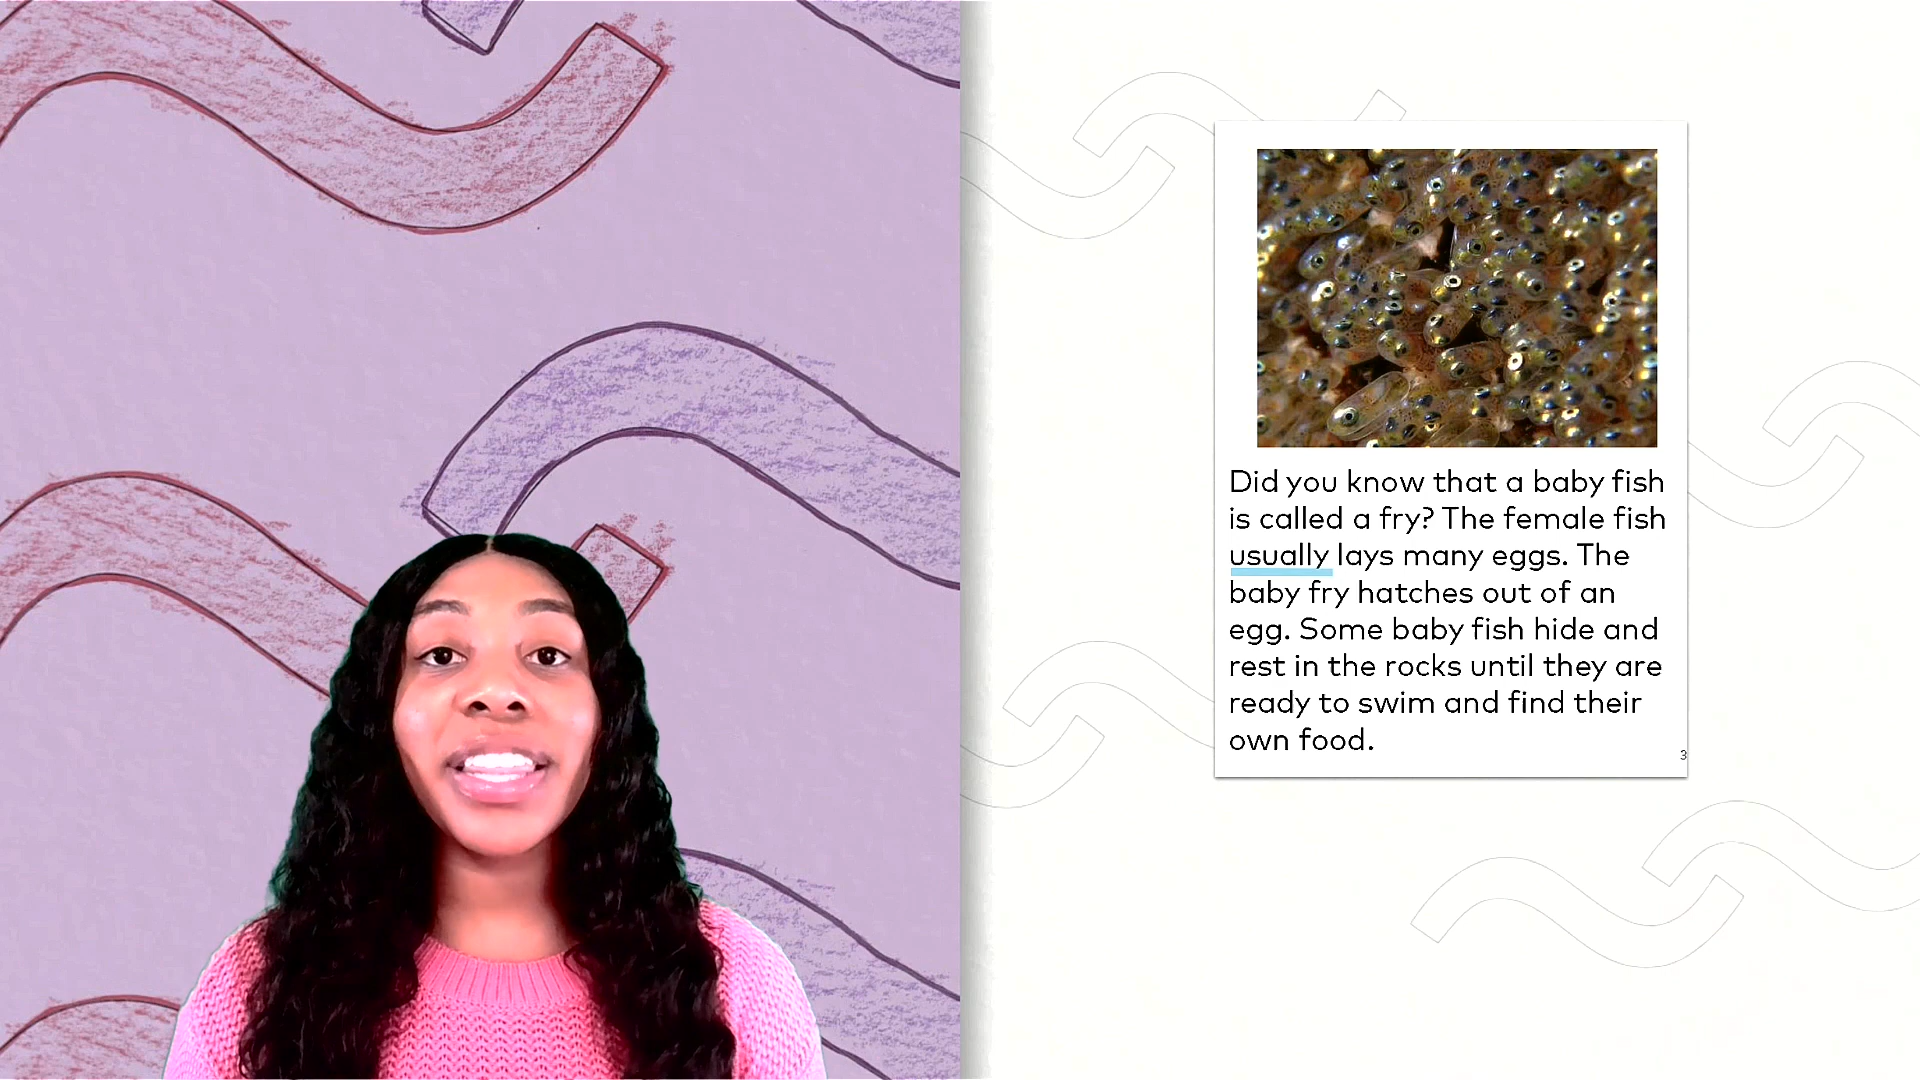 Did you know that a baby fish
is called a fry? The female fish
usually lays many eggs. The
baby fry hatches out of an
egg. Some baby fish hide and
rest in the rocks until they are
ready to swim and find their
own food.
3